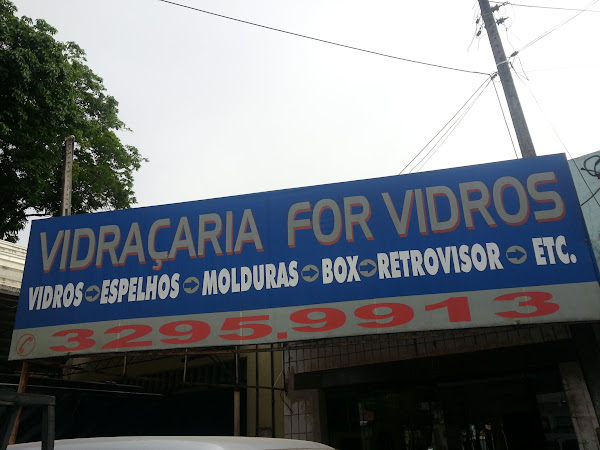 VIDRAÇARIA FOR VIDROS
VIDROS ESPELHOS MOLDURAS BOX RETROVISOR ETC.
3295.9913